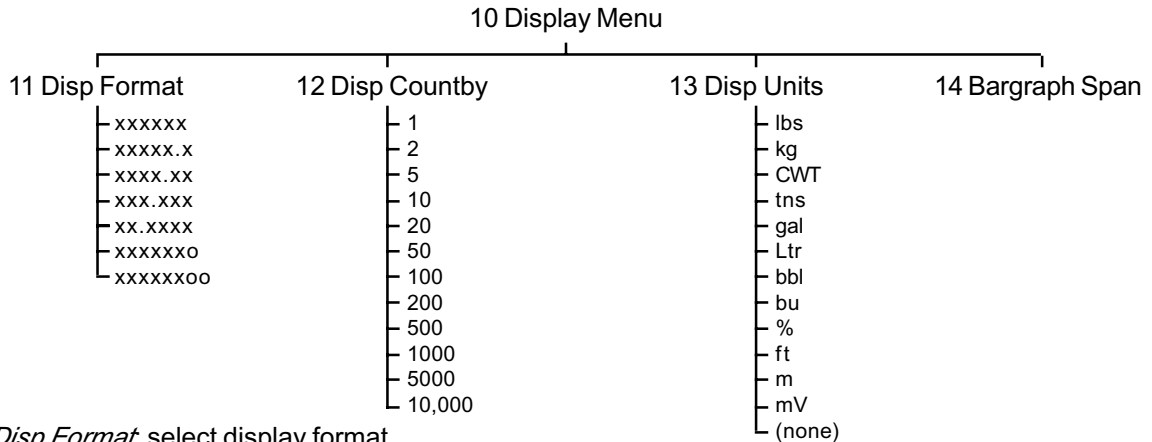 10 Display Menu
11 Disp Format
12 Disp Countby
13 Disp Units
14 Bargraph Span
xxxxxx
xxxxx.x
xxxx.xx
xxx.xxx
xx.xxxx
xxxxxxo
xxxxxxoo
1
2
5
10
20
50
100
200
500
1000
5000
10,000
lbs
kg
CWT
tns
gal
Ltr
bbl
bu
%
ft
m
mV
(none)
Disp Format: select display format